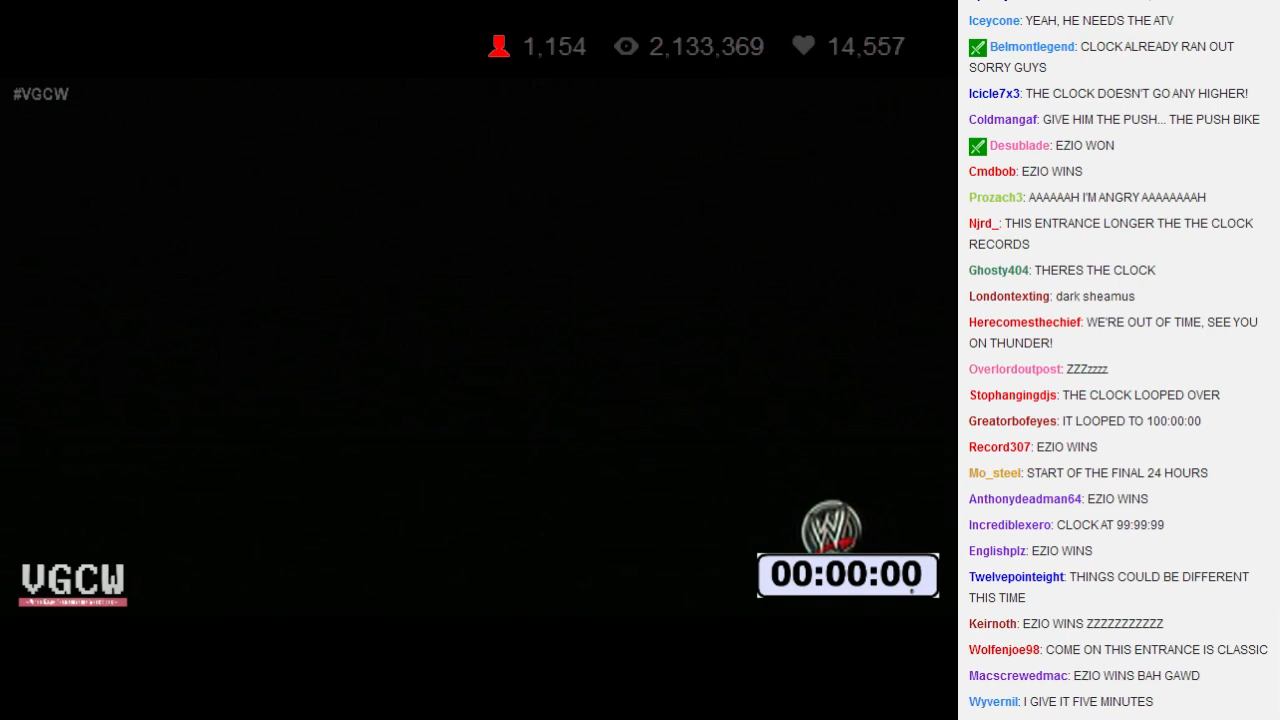 1,154 2,133,369 14,557
#VGCW
VGCW
00:00:00
Iceycone: YEAH, HE NEEDS THE ATV
Belmontlegend: CLOCK ALREADY RAN OUT
SORRY GUYS
Icicle7x3: THE CLOCK DOESN'T GO ANY HIGHER!
Coldmangaf: GIVE HIM THE PUSH... THE PUSH BIKE
Desublade: EZIO WON
Cmdbob: EZIO WINS
Prozach3: AAAAAAH I'M ANGRY AAAAAAAAH
Njrd_: THIS ENTRANCE LONGER THE THE CLOCK
RECORDS
Ghosty404: THERES THE CLOCK
Londontexting: dark sheamus
Herecomesthechief: WE'RE OUT OF TIME, SEE YOU
ON THUNDER!
Overlordoutpost: ZZZzzzz
Stophangingdjs: THE CLOCK LOOPED OVER
Greatorbofeyes: IT LOOPED TO 100:00:00
Record307: EZIO WINS
Mo_steel: START OF THE FINAL 24 HOURS
Anthonydeadman64: EZIO WINS
Incrediblexero: CLOCK AT 99:99:99
Englishplz: EZIO WINS
Twelvepointeight: THINGS COULD BE DIFFERENT
THIS TIME
Keirnoth: EZIO WINS ZZZZZZZZZZZ
Wolfenjoe98: COME ON THIS ENTRANCE IS CLASSIC
Macscrewedmac: EZIO WINS BAH GAWD
Wyvernil: I GIVE IT FIVE MINUTES